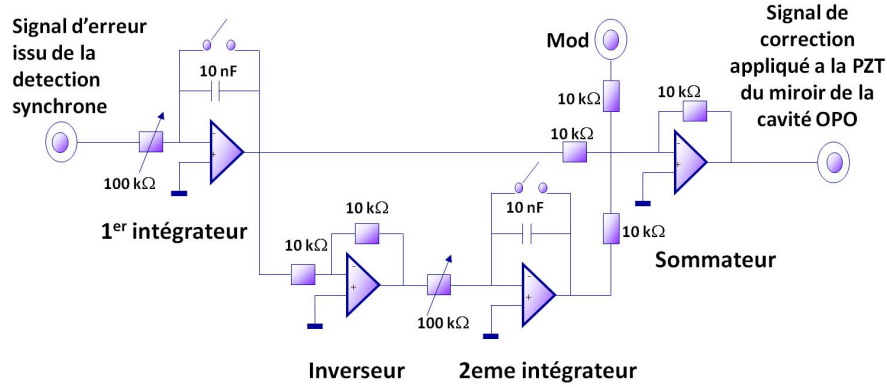 Signal d'erreur
issu de la
detection
synchrone
10 nF
100 kΩ
-
+
1er intégrateur
Mod
10 kΩ
10 kΩ
10 kΩ
Signal de
correction
appliqué a la PZT
du miroir de la
cavité OPO
10 kΩ
-
+
Sommateur
10 kΩ
10 kΩ
-
+
Inverseur
100 kΩ
10 nF
-
+
2eme intégrateur